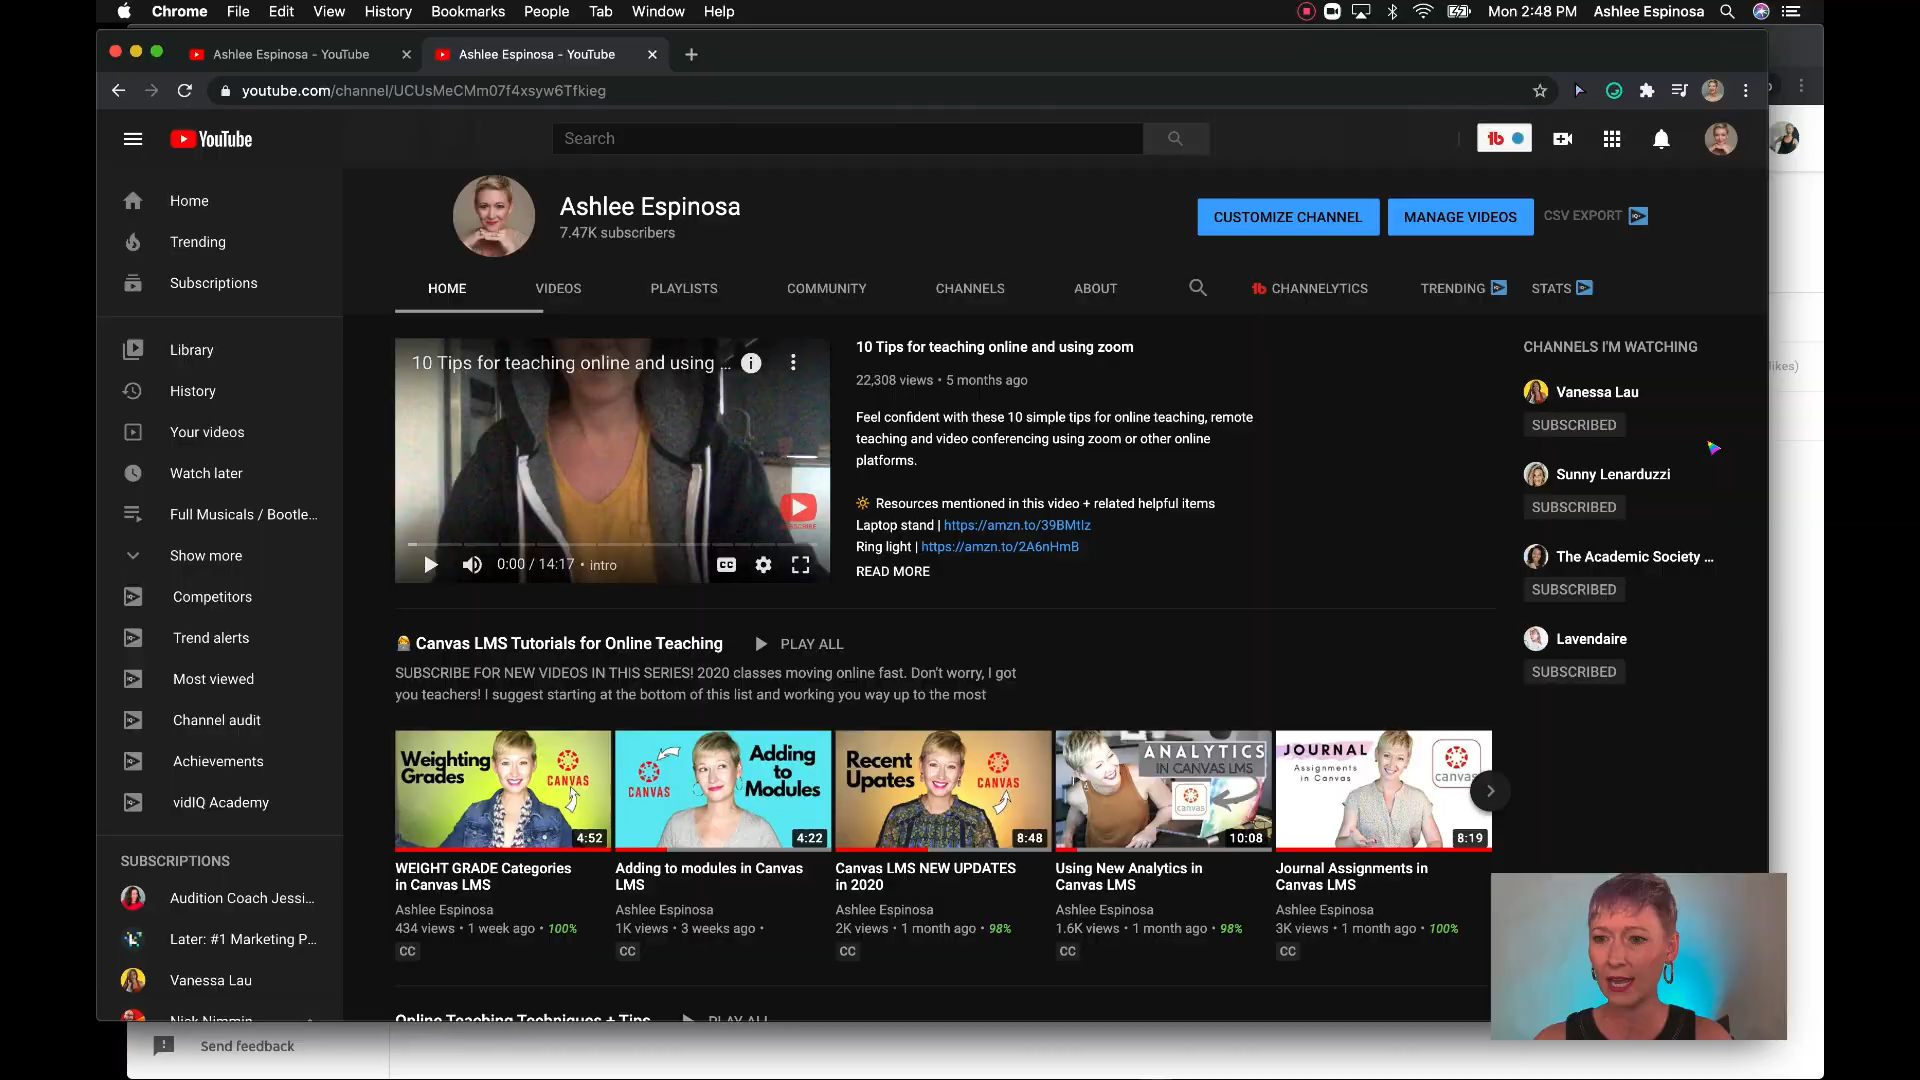 Chrome File Edit View History Bookmarks People Tab Window Help
Mon 2:48 PM Ashlee Espinosa
Ashlee Espinosa - YouTube
Ashlee Espinosa - YouTube
youtube.com/channel/UCUsMeCMm07f4xsyw6Tfkieg
YouTube
Search
tb
Home
Trending
Subscriptions
Library
History
Your videos
Watch later
Full Musicals / Bootle...
Show more
Competitors
Trend alerts
Most viewed
Channel audit
Achievements
vidIQ Academy
SUBSCRIPTIONS
Audition Coach Jessi...
Later: #1 Marketing P...
Vanessa Lau
Nick Nimmin
Send feedback
Ashlee Espinosa
7.47K subscribers
CUSTOMIZE CHANNEL
MANAGE VIDEOS
CSV EXPORT
HOME VIDEOS PLAYLISTS COMMUNITY CHANNELS ABOUT tb CHANNELYTICS TRENDING STATS
10 Tips for teaching online and using ...
0:00 / 14:17 • intro
CC
10 Tips for teaching online and using zoom
22,308 views • 5 months ago
Feel confident with these 10 simple tips for online teaching, remote
teaching and video conferencing using zoom or other online
platforms.
Resources mentioned in this video + related helpful items
Laptop stand | https://amzn.to/39BMtIz
Ring light | https://amzn.to/2A6nHmB
READ MORE
CHANNELS I'M WATCHING
Vanessa Lau
SUBSCRIBED
Sunny Lenarduzzi
SUBSCRIBED
The Academic Society ...
SUBSCRIBED
Lavendaire
SUBSCRIBED
likes)
Canvas LMS Tutorials for Online Teaching
PLAY ALL
SUBSCRIBE FOR NEW VIDEOS IN THIS SERIES! 2020 classes moving online fast. Don't worry, I got
you teachers! I suggest starting at the bottom of this list and working you way up to the most
Weighting
Grades
CANVAS
4:52
WEIGHT GRADE Categories
in Canvas LMS
Ashlee Espinosa
434 views • 1 week ago • 100%
CC
Adding
to
Modules
CANVAS
4:22
Adding to modules in Canvas
LMS
Ashlee Espinosa
1K views • 3 weeks ago •
CC
Recent
Upates
CANVAS
8:48
Canvas LMS NEW UPDATES
in 2020
Ashlee Espinosa
2K views • 1 month ago • 98%
CC
ANALYTICS
IN CANVAS LMS
canvas
10:08
Using New Analytics in
Canvas LMS
Ashlee Espinosa
1.6K views • 1 month ago • 98%
CC
JOURNAL
Assignments
in Canvas
canvas
8:19
Journal Assignments in
Canvas LMS
Ashlee Espinosa
3K views • 1 month ago • 100%
CC
Online Teaching Techniques + Tips
PLAY ALL